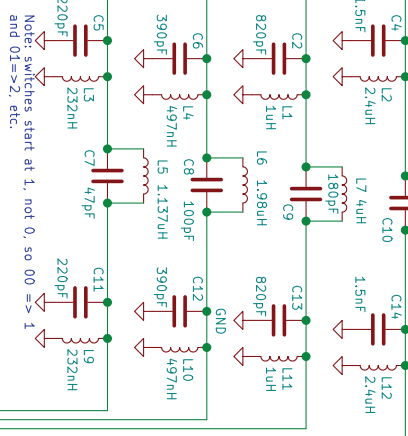 C4
1.5nF
L2
2.4uH
C10
C14
1.5nF
L12
2.4uH
C2
820pF
L1
1uH
L7 4uH
180pF
C9
C13
820pF
L11
1uH
C6
390pF
L4
497nH
L6 1.98uH
C8
100pF
GND
C12
390pF
L10
497nH
C5
220pF
L3
232nH
L5 1.137uH
C7
47pF
C11
220pF
L9
232nH
Note: switches start at 1, not 0, so 00 => 1
and 01=>2, etc.